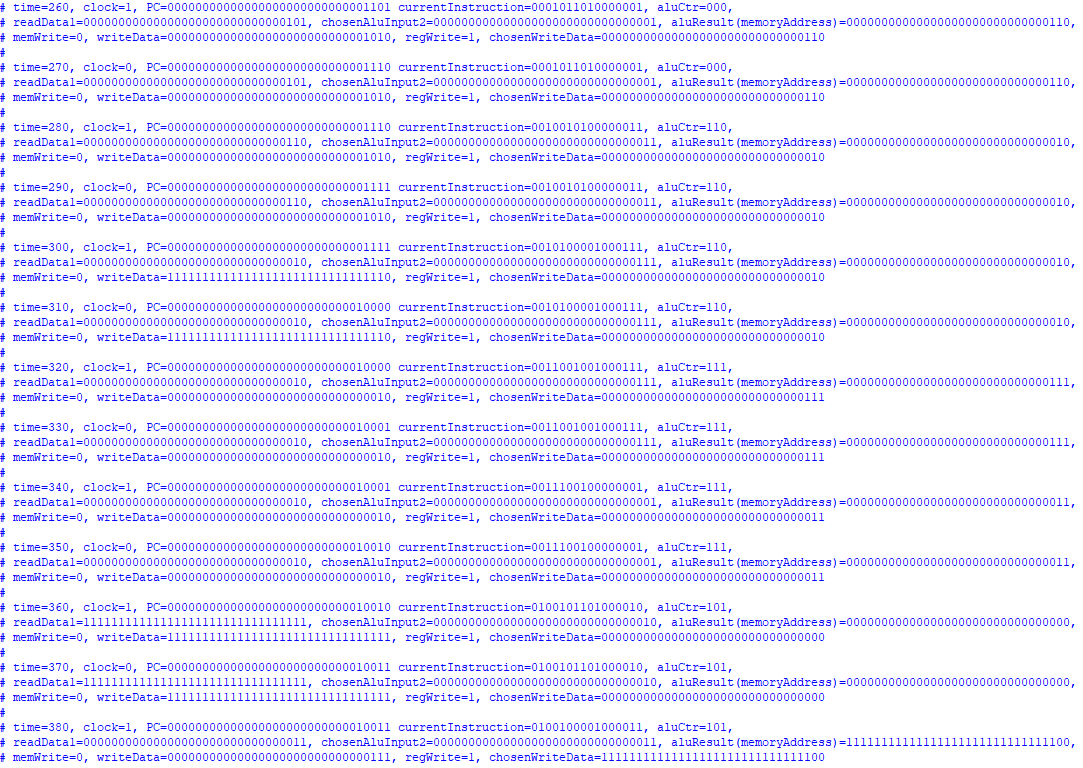 # time=260, clock=1, PC=00000000000000000000000000001101 currentInstruction=0001011010000001, aluCtr=000,
# readData1=00000000000000000000000000000101, chosenAluInput2=00000000000000000000000000000001, aluResult(memoryAddress)=00000000000000000000000000000110,
# memWrite=0, writeData=00000000000000000000000000001010, regWrite=1, chosenWriteData=00000000000000000000000000000110
#
# time=270, clock=0, PC=00000000000000000000000000001110 currentInstruction=0001011010000001, aluCtr=000,
# readData1=00000000000000000000000000000101, chosenAluInput2=00000000000000000000000000000001, aluResult(memoryAddress)=00000000000000000000000000000110,
# memWrite=0, writeData=00000000000000000000000000001010, regWrite=1, chosenWriteData=00000000000000000000000000000110
#
# time=280, clock=1, PC=00000000000000000000000000001110 currentInstruction=0010010100000011, aluCtr=110,
# readData1=00000000000000000000000000000110, chosenAluInput2=00000000000000000000000000000011, aluResult(memoryAddress)=00000000000000000000000000000010,
# memWrite=0, writeData=00000000000000000000000000001010, regWrite=1, chosenWriteData=00000000000000000000000000000010
#
# time=290, clock=0, PC=00000000000000000000000000001111 currentInstruction=0010010100000011, aluCtr=110,
# readData1=00000000000000000000000000000110, chosenAluInput2=00000000000000000000000000000011, aluResult(memoryAddress)=00000000000000000000000000000010,
# memWrite=0, writeData=00000000000000000000000000001010, regWrite=1, chosenWriteData=00000000000000000000000000000010
#
# time=300, clock=1, PC=00000000000000000000000000001111 currentInstruction=0010100001000111, aluCtr=110,
# readData1=00000000000000000000000000000010, chosenAluInput2=00000000000000000000000000000111, aluResult(memoryAddress)=00000000000000000000000000000010,
# memWrite=0, writeData=11111111111111111111111111111110, regWrite=1, chosenWriteData=00000000000000000000000000000010
#
# time=310, clock=0, PC=00000000000000000000000000010000 currentInstruction=0010100001000111, aluCtr=110,
# readData1=00000000000000000000000000000010, chosenAluInput2=00000000000000000000000000000111, aluResult(memoryAddress)=00000000000000000000000000000010,
# memWrite=0, writeData=11111111111111111111111111111110, regWrite=1, chosenWriteData=00000000000000000000000000000010
#
# time=320, clock=1, PC=00000000000000000000000000010000 currentInstruction=0011001001000111, aluCtr=111,
# readData1=00000000000000000000000000000010, chosenAluInput2=00000000000000000000000000000111, aluResult(memoryAddress)=00000000000000000000000000000111,
# memWrite=0, writeData=00000000000000000000000000000010, regWrite=1, chosenWriteData=00000000000000000000000000000111
#
# time=330, clock=0, PC=00000000000000000000000000010001 currentInstruction=0011001001000111, aluCtr=111,
# readData1=00000000000000000000000000000010, chosenAluInput2=00000000000000000000000000000111, aluResult(memoryAddress)=00000000000000000000000000000111,
# memWrite=0, writeData=00000000000000000000000000000010, regWrite=1, chosenWriteData=00000000000000000000000000000111
#
# time=340, clock=1, PC=00000000000000000000000000010001 currentInstruction=0011100100000001, aluCtr=111,
# readData1=00000000000000000000000000000010, chosenAluInput2=00000000000000000000000000000001, aluResult(memoryAddress)=00000000000000000000000000000011,
# memWrite=0, writeData=00000000000000000000000000000010, regWrite=1, chosenWriteData=00000000000000000000000000000011
#
# time=350, clock=0, PC=00000000000000000000000000010010 currentInstruction=0011100100000001, aluCtr=111,
# readData1=00000000000000000000000000000010, chosenAluInput2=00000000000000000000000000000001, aluResult(memoryAddress)=00000000000000000000000000000011,
# memWrite=0, writeData=00000000000000000000000000000010, regWrite=1, chosenWriteData=00000000000000000000000000000011
#
# time=360, clock=1, PC=00000000000000000000000000010010 currentInstruction=0100101101000010, aluCtr=101,
# readData1=11111111111111111111111111111111, chosenAluInput2=00000000000000000000000000000010, aluResult(memoryAddress)=00000000000000000000000000000000,
# memWrite=0, writeData=11111111111111111111111111111111, regWrite=1, chosenWriteData=00000000000000000000000000000000
#
# time=370, clock=0, PC=00000000000000000000000000010011 currentInstruction=0100101101000010, aluCtr=101,
# readData1=11111111111111111111111111111111, chosenAluInput2=00000000000000000000000000000010, aluResult(memoryAddress)=00000000000000000000000000000000,
# memWrite=0, writeData=11111111111111111111111111111111, regWrite=1, chosenWriteData=00000000000000000000000000000000
#
# time=380, clock=1, PC=00000000000000000000000000010011 currentInstruction=0100100001000011, aluCtr=101,
# readData1=00000000000000000000000000000011, chosenAluInput2=00000000000000000000000000000011, aluResult(memoryAddress)=11111111111111111111111111111100,
# memWrite=0, writeData=00000000000000000000000000000111, regWrite=1, chosenWriteData=11111111111111111111111111111100